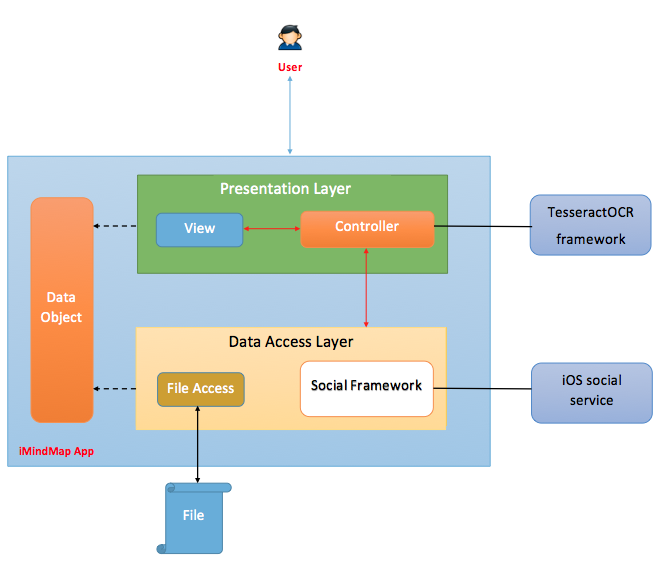 User
Presentation Layer
View
Controller
TesseractOCR
framework
Data
Object
Data Access Layer
File Access
Social Framework
iOS social
service
iMindMap App
File